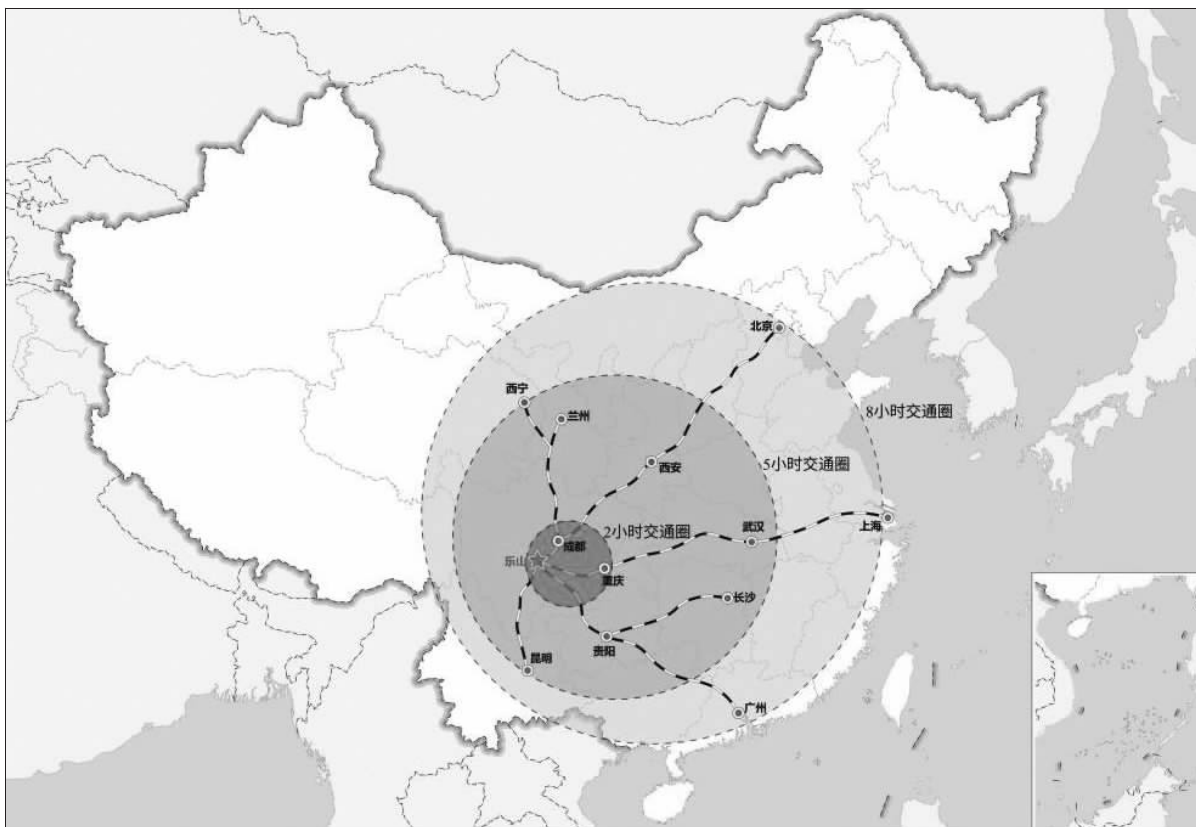 北京
西宁
兰州
8小时交通圈
西安
5小时交通圈
武汉
上海
2小时交通圈
成都
乐山
重庆
长沙
贵阳
昆明
广州